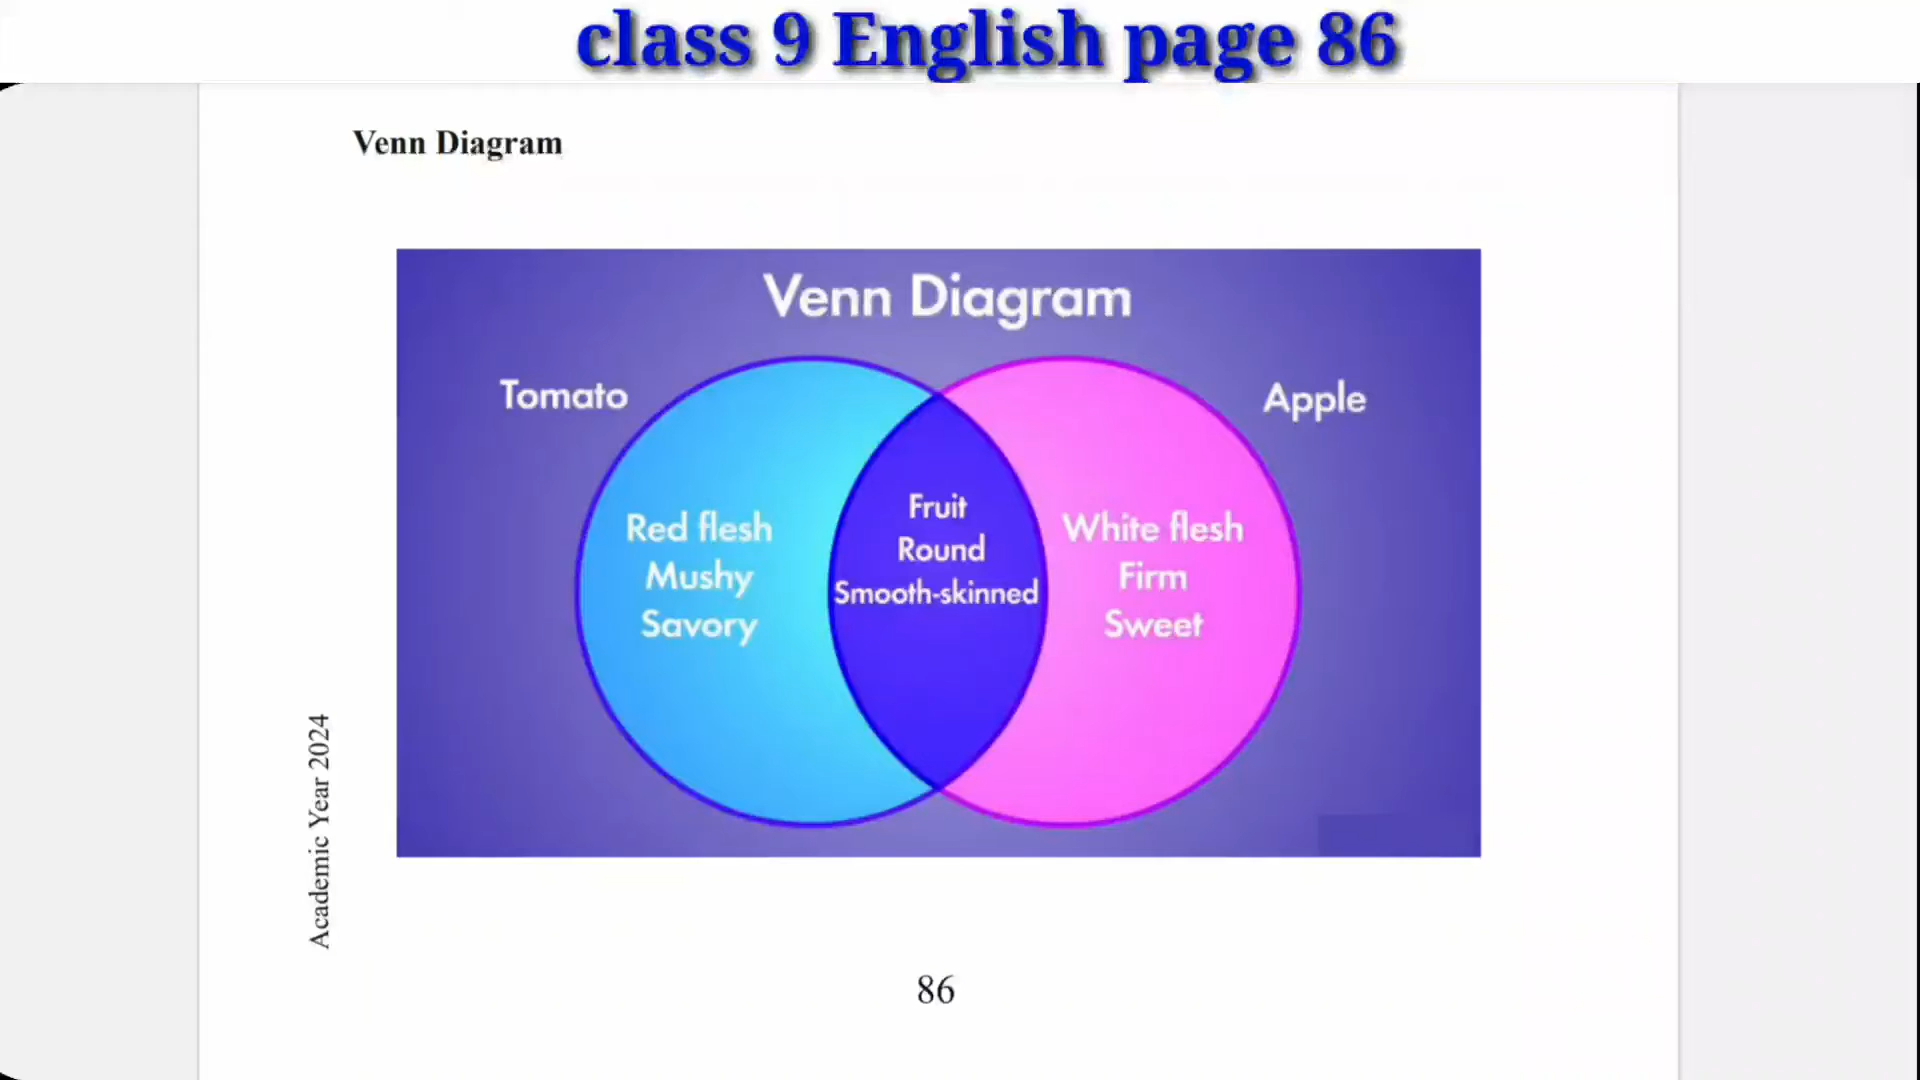 class 9 English page 86
Venn Diagram
Venn Diagram
Tomato
Apple
Red flesh
Mushy
Savory
Fruit
Round
Smooth-skinned
White flesh
Firm
Sweet
Academic Year 2024
86